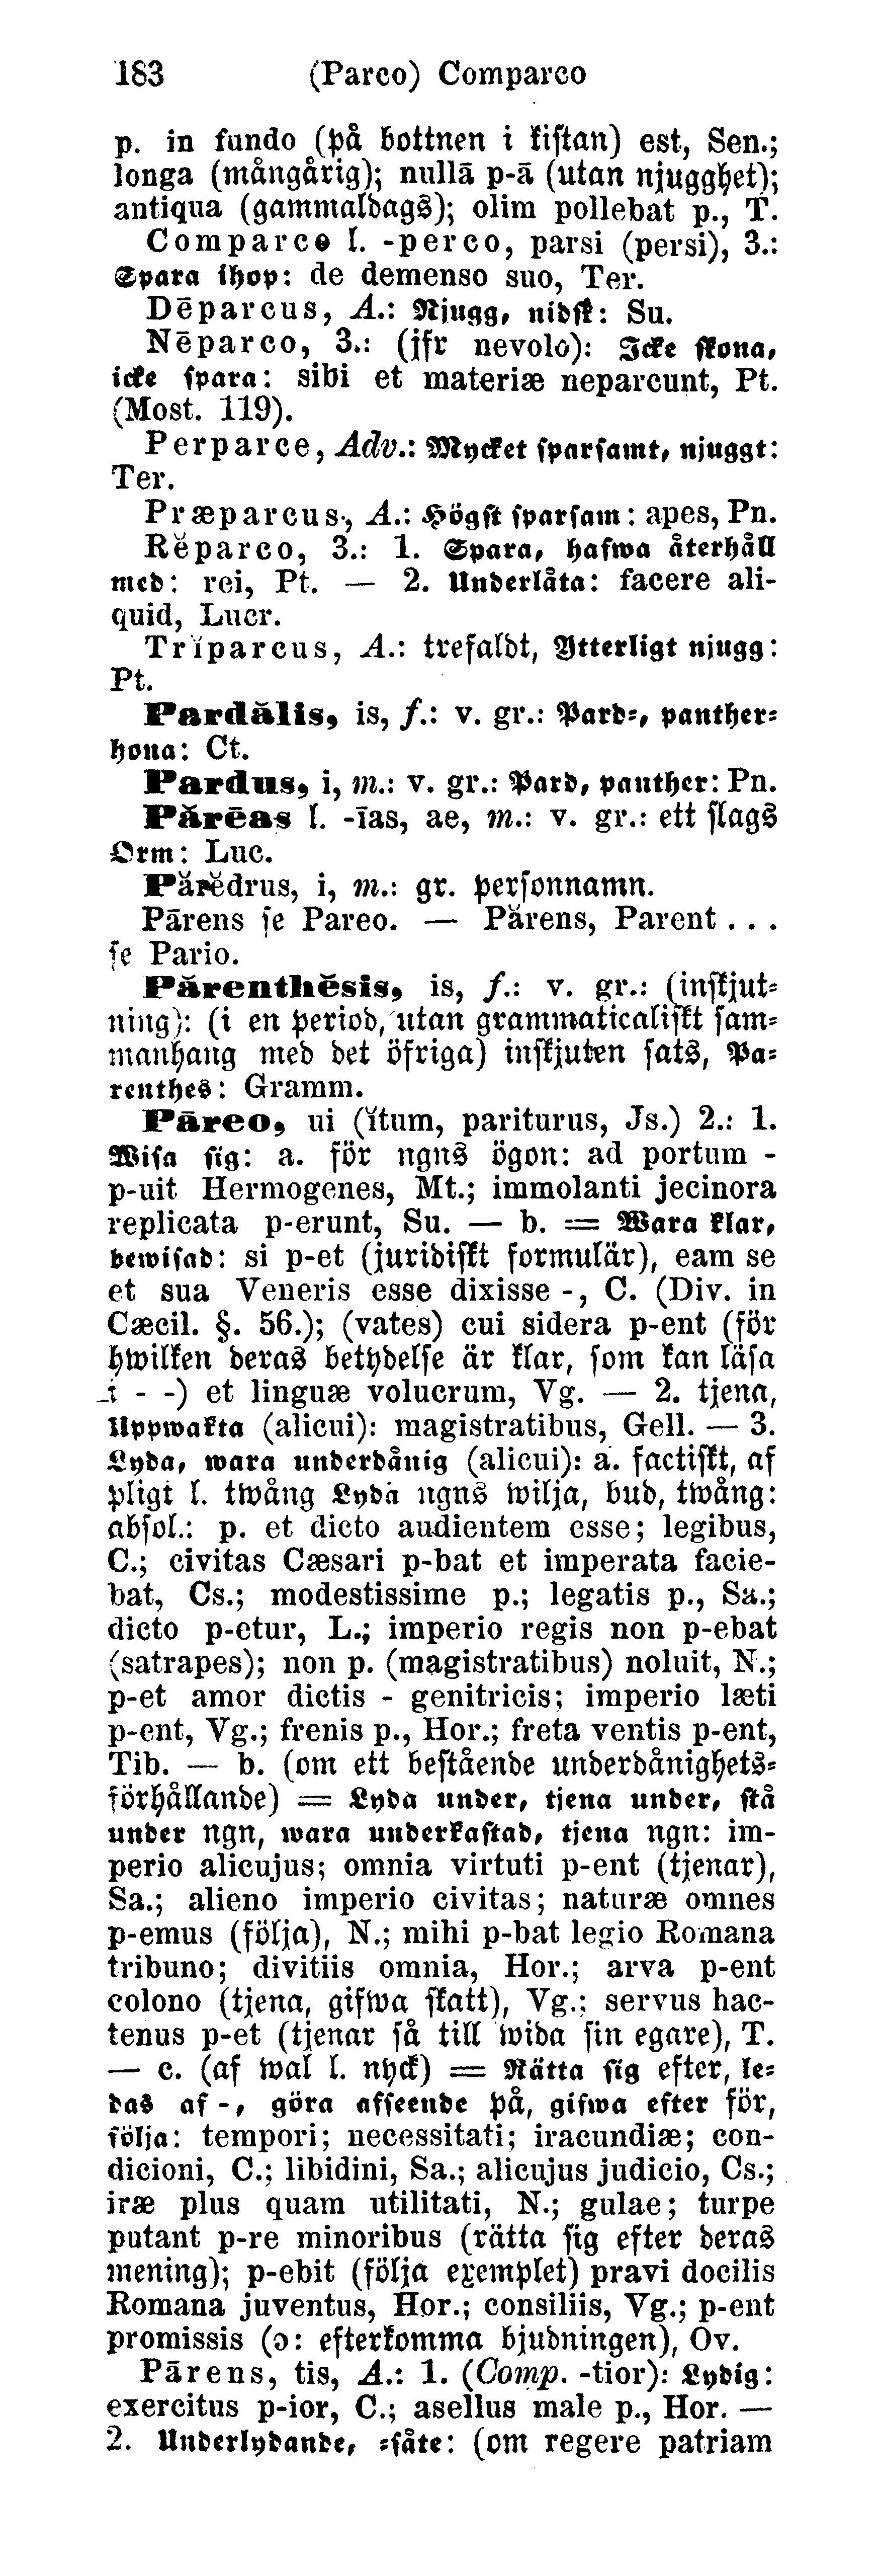 183 (Parco) Comparco
p. in fundo (på bottnen i kistan) est, Sen.;
longa (mångårig); nullā p-ā (utan njugghet);
antiqua (gammaldags); olim pollebat p., T.
Comparco l. -perco, parsi (persi), 3.:
Spara ihop: de demenso suo, Ter.
Dēparcus, A.: Njugg, nidsk: Su.
Nēparco, 3.: (jfr nevolo): Icke skona,
icke spara: sibi et materiæ neparcunt, Pt.
(Most. 119).
Perparce, Adv.: Mycket sparsamt, njuggt:
Ter.
Præparcus, A.: Högst sparsam: apes, Pn.
Rĕparco, 3.: 1. Spara, hafwa återhåll
med: rei, Pt. — 2. Underlåta: facere ali-
quid, Lucr.
Trĭparcus, A.: trefaldt, Ytterligt njugg:
Pt.
Pardălis, is, f.: v. gr.: Pard-, panther-
hona: Ct.
Pardus, i, m.: v. gr.: Pard, panther: Pn.
Părēas l. -īas, ae, m.: v. gr.: ett slags
Orm: Luc.
Părĕdrus, i, m.: gr. personnamn.
Pārens se Pareo. — Părens, Parent...
se Pario.
Părenthĕsis, is, f.: v. gr.: (inskjut-
ning): (i en period, utan grammaticaliskt sam-
manhang med det öfriga) inskjuten sats, Pa-
renthes: Gramm.
Pāreo, ui (ĭtum, pariturus, Js.) 2.: 1.
Wisa sig: a. för ngns ögon: ad portum -
p-uit Hermogenes, Mt.; immolanti jecinora
replicata p-erunt, Su. — b. = Wara klar,
bewisad: si p-et (juridiskt formulär), eam se
et sua Veneris esse dixisse -, C. (Div. in
Cæcil. §. 56.); (vates) cui sidera p-ent (för
hwilken deras betydelse är klar, som kan läsa
i - -) et linguæ volucrum, Vg. — 2. tjena,
Uppwakta (alicui): magistratibus, Gell. — 3.
Lyda, wara underdånig (alicui): a. factiskt, af
pligt l. twång Lyda ngns wilja, bud, twång:
absol.: p. et dicto audientem esse; legibus,
C.; civitas Cæsari p-bat et imperata facie-
bat, Cs.; modestissime p.; legatis p., Sa.;
dicto p-etur, L.; imperio regis non p-ebat
(satrapes); non p. (magistratibus) noluit, N.;
p-et amor dictis - genitricis; imperio læti
p-ent, Vg.; frenis p., Hor.; freta ventis p-ent,
Tib. — b. (om ett bestående underdånighets-
förhållande) = Lyda under, tjena under, stå
under ngn, wara underkastad, tjena ngn: im-
perio alicujus; omnia virtuti p-ent (tjenar),
Sa.; alieno imperio civitas; naturæ omnes
p-emus (följa), N.; mihi p-bat legio Romana
tribuno; divitiis omnia, Hor.; arva p-ent
colono (tjena, gifwa skatt), Vg.; servus hac-
tenus p-et (tjenar så till wida sin egare), T.
— c. (af wal l. nyck) = Rätta sig efter, le-
das af -, göra afseende på, gifwa efter för,
följa: tempori; necessitati; iracundiæ; con-
dicioni, C.; libidini, Sa.; alicujus judicio, Cs.;
iræ plus quam utilitati, N.; gulae; turpe
putant p-re minoribus (rätta sig efter deras
mening); p-ebit (följa exemplet) pravi docilis
Romana juventus, Hor.; consiliis, Vg.; p-ent
promissis (ɔ: efterkomma bjudningen), Ov.
Pārens, tis, A.: 1. (Comp. -tior): Lydig:
exercitus p-ior, C.; asellus male p., Hor. —
2. Underlydande, -såte: (om regere patriam